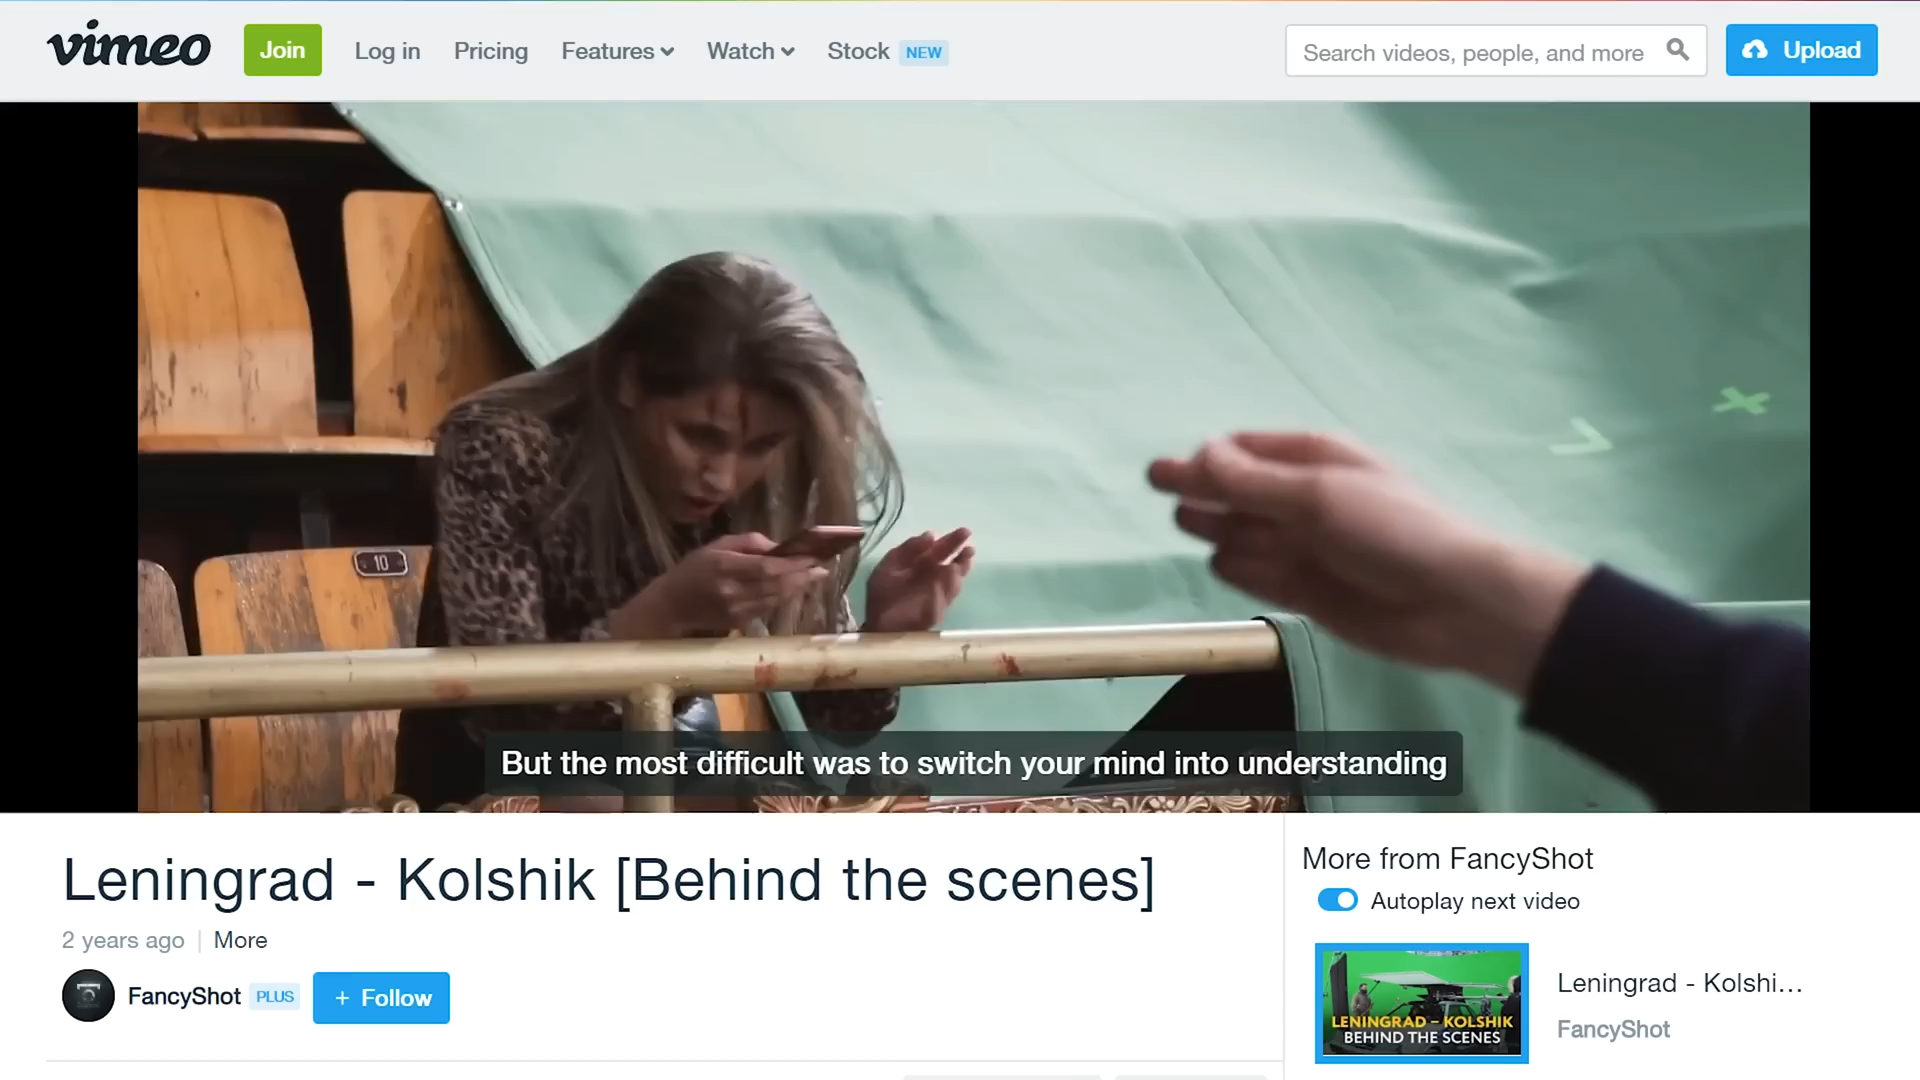 vimeo
Join
Log in
Pricing
Features
Watch
Stock NEW
Search videos, people, and more
Upload
10
But the most difficult was to switch your mind into understanding
Leningrad - Kolshik [Behind the scenes]
2 years ago | More
FancyShot PLUS
+ Follow
More from FancyShot
Autoplay next video
LENINGRAD – KOLSHIK
BEHIND THE SCENES
Leningrad - Kolshi...
FancyShot